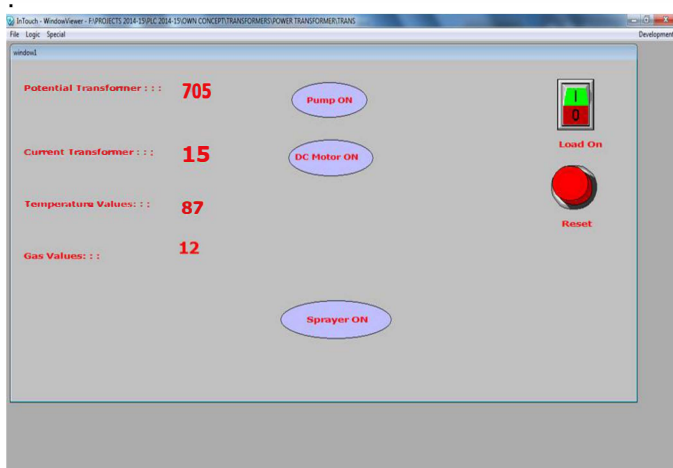 InTouch - WindowViewer - F:\PROJECTS 2014-15\PLC 2014-15\OWN CONCEPT\TRANSFORMERS\POWER TRANSFORMER\TRANS
File Logic Special Development
window1
Potential Transformer : : : 705
Pump ON
I
0
Load On
Current Transformer : : : 15
DC Motor ON
Temperature Values: : : 87
Reset
Gas Values: : : 12
Sprayer ON